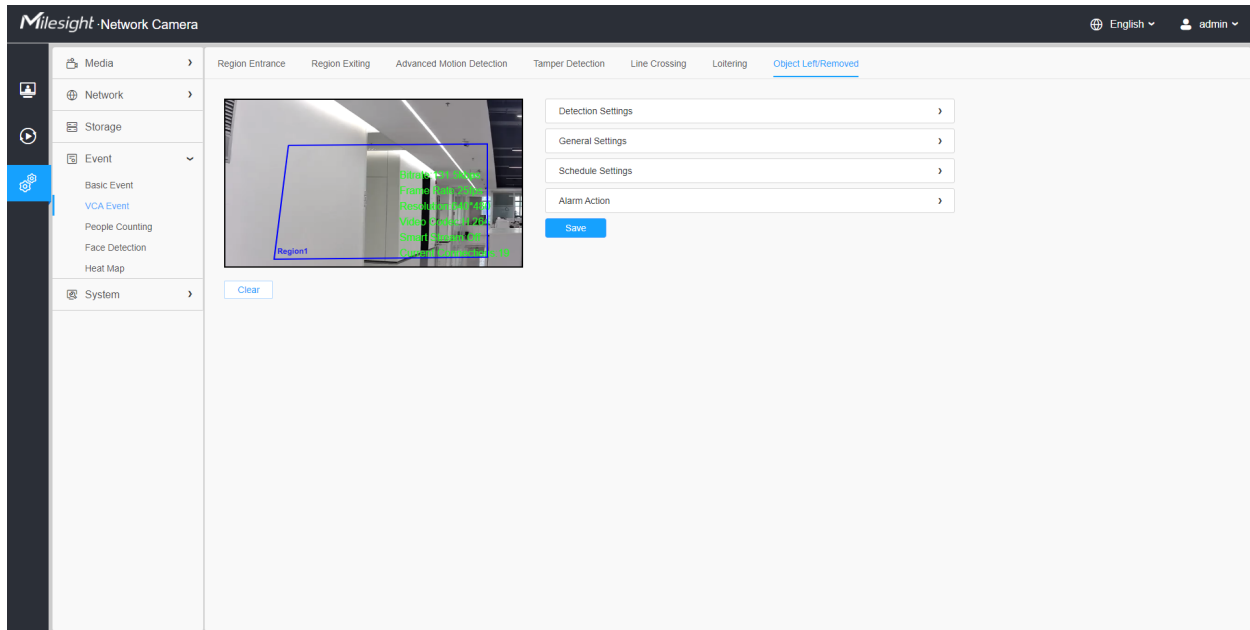 Milesight · Network Camera
English
admin
Media
Network
Storage
Event
Basic Event
VCA Event
People Counting
Face Detection
Heat Map
System
Region Entrance Region Exiting Advanced Motion Detection Tamper Detection Line Crossing Loitering Object Left/Removed
Frame Rate:25fps
Region1
Clear
Detection Settings
General Settings
Schedule Settings
Alarm Action
Save